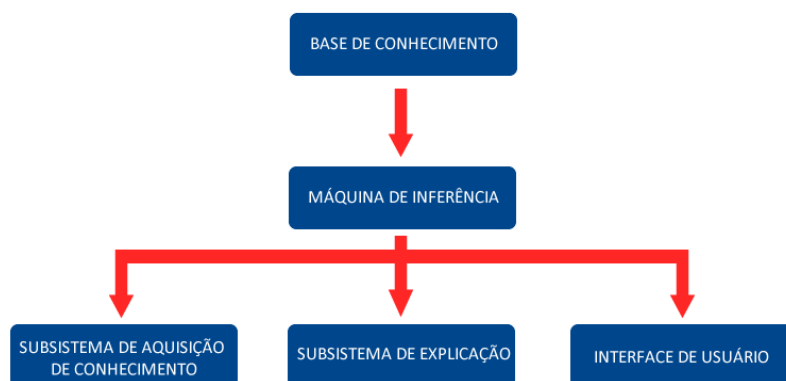 BASE DE CONHECIMENTO
MÁQUINA DE INFERÊNCIA
SUBSISTEMA DE AQUISIÇÃO
DE CONHECIMENTO
SUBSISTEMA DE EXPLICAÇÃO
INTERFACE DE USUÁRIO